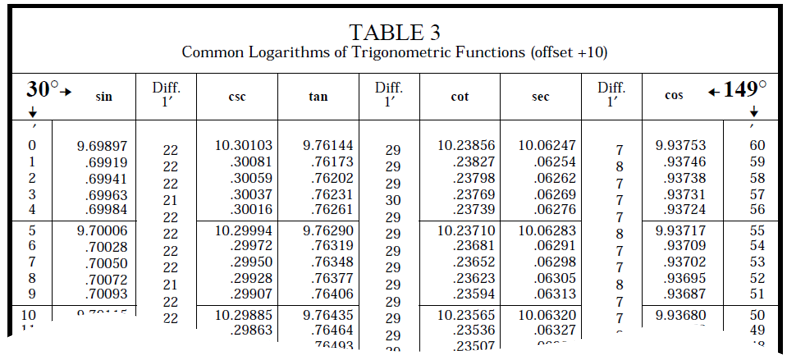 TABLE 3
Common Logarithms of Trigonometric Functions (offset +10)
30°→ sin Diff. 1′ csc tan Diff. 1′ cot sec Diff. 1′ cos ←149°
↓ ↓
′ ′
0 9.69897 22 10.30103 9.76144 29 10.23856 10.06247 7 9.93753 60
1 .69919 22 .30081 .76173 29 .23827 .06254 8 .93746 59
2 .69941 22 .30059 .76202 29 .23798 .06262 7 .93738 58
3 .69963 21 .30037 .76231 30 .23769 .06269 7 .93731 57
4 .69984 22 .30016 .76261 29 .23739 .06276 7 .93724 56
5 9.70006 22 10.29994 9.76290 29 10.23710 10.06283 8 9.93717 55
6 .70028 22 .29972 .76319 29 .23681 .06291 7 .93709 54
7 .70050 22 .29950 .76348 29 .23652 .06298 7 .93702 53
8 .70072 21 .29928 .76377 29 .23623 .06305 8 .93695 52
9 .70093 22 .29907 .76406 29 .23594 .06313 7 .93687 51
10 22 10.29885 9.76435 29 10.23565 10.06320 7 9.93680 50
.29863 .76464 29 .23536 .06327 49
.76493 .23507